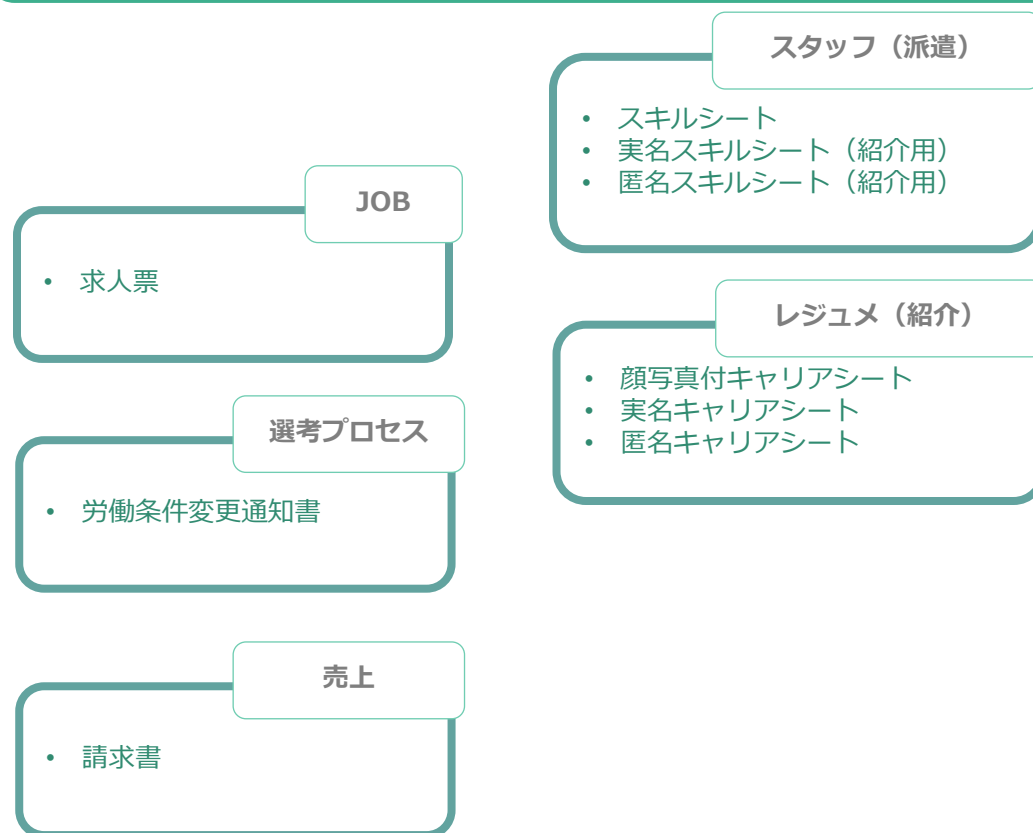 JOB
• 求人票
選考プロセス
• 労働条件変更通知書
売上
• 請求書
スタッフ（派遣）
• スキルシート
• 実名スキルシート（紹介用）
• 匿名スキルシート（紹介用）
レジュメ（紹介）
• 顔写真付キャリアシート
• 実名キャリアシート
• 匿名キャリアシート